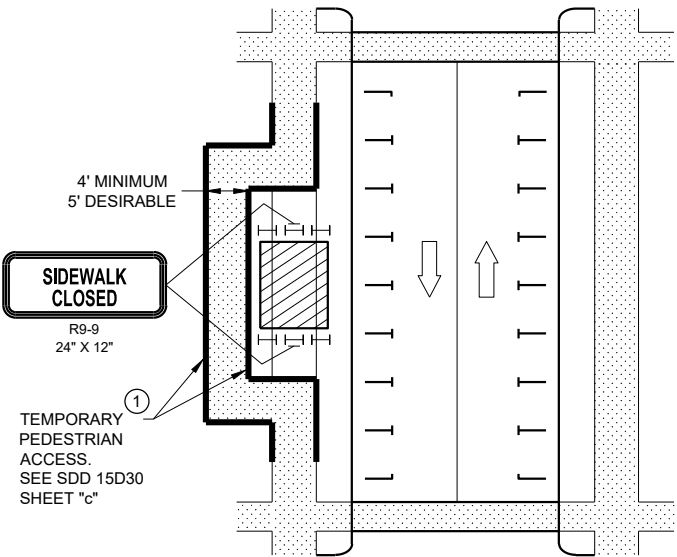 4' MINIMUM
5' DESIRABLE
SIDEWALK
CLOSED
R9-9
24" X 12"
1
TEMPORARY
PEDESTRIAN
ACCESS.
SEE SDD 15D30
SHEET "c"